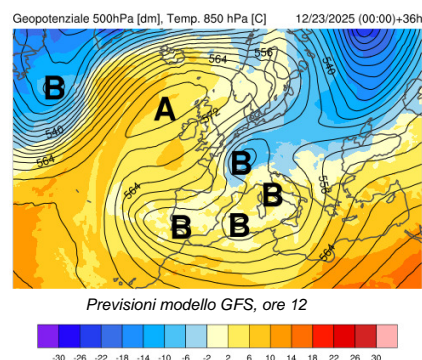 Geopotenziale 500hPa [dm], Temp. 850 hPa [C] 12/23/2025 (00:00)+36h
564
556
540
B
A
572
540
564
B
564
B
556
B
B
564
Previsioni modello GFS, ore 12
-30 -26 -22 -18 -14 -10 -6 -2 2 6 10 14 18 22 26 30